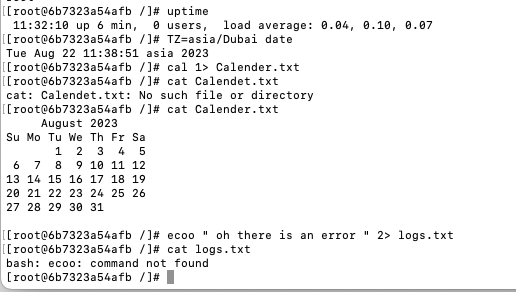 [[root@6b7323a54afb /]# uptime
 11:32:10 up 6 min,  0 users,  load average: 0.04, 0.10, 0.07
[[root@6b7323a54afb /]# TZ=asia/Dubai date
Tue Aug 22 11:38:51 asia 2023
[[root@6b7323a54afb /]# cal 1> Calender.txt
[[root@6b7323a54afb /]# cat Calendet.txt
cat: Calendet.txt: No such file or directory
[[root@6b7323a54afb /]# cat Calender.txt
     August 2023
Su Mo Tu We Th Fr Sa
       1  2  3  4  5
 6  7  8  9 10 11 12
13 14 15 16 17 18 19
20 21 22 23 24 25 26
27 28 29 30 31
[[root@6b7323a54afb /]# ecoo " oh there is an error " 2> logs.txt
[[root@6b7323a54afb /]# cat logs.txt
bash: ecoo: command not found
[root@6b7323a54afb /]#